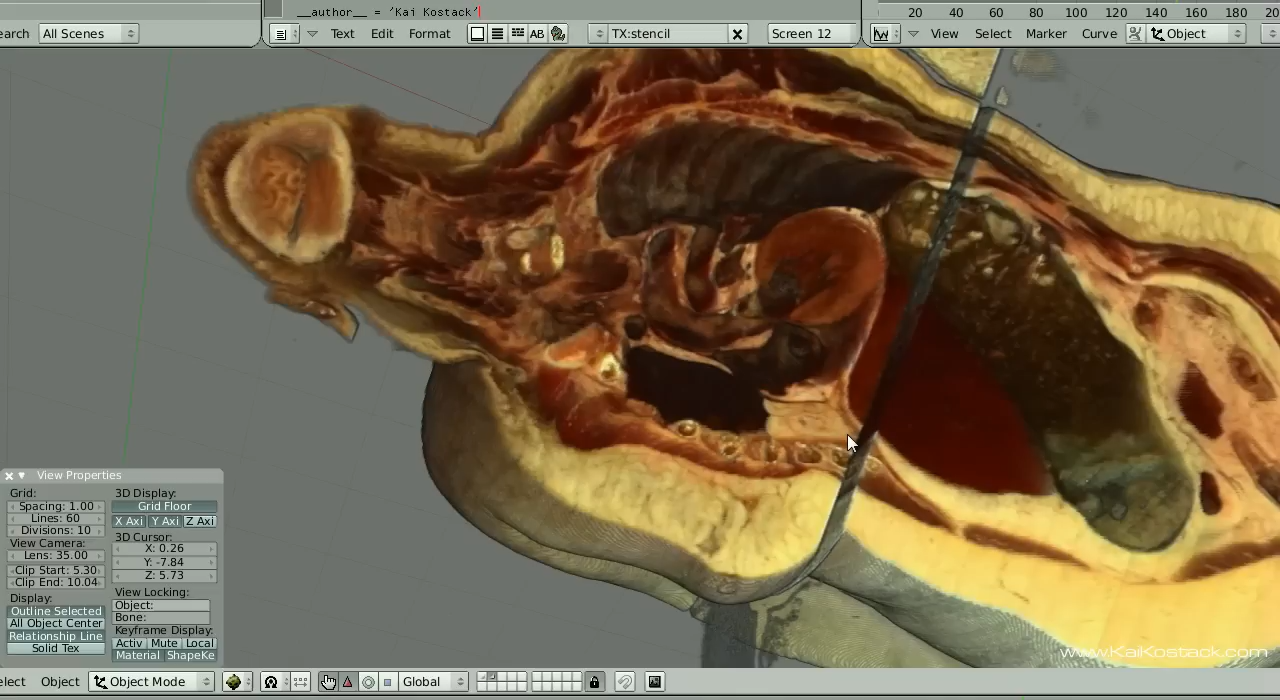 __author__ = 'Kai Kostack'
earch All Scenes Text Edit Format AB TX:stencil Screen 12 View Select Marker Curve Object
20 40 60 80 100 120 140 160 180 20
View Properties
Grid:
Spacing: 1.00
Lines: 60
Divisions: 10
View Camera:
Lens: 35.00
Clip Start: 5.30
Clip End: 10.04
Display:
Outline Selected
All Object Center
Relationship Line
Solid Tex
3D Display:
Grid Floor
X Axi Y Axi Z Axi
3D Cursor:
X: 0.26
Y: -7.84
Z: 5.73
View Locking:
Object:
Bone:
Keyframe Display:
Activ Mute Local
Material ShapeKe
www.KaiKostack.com
elect Object Object Mode Global